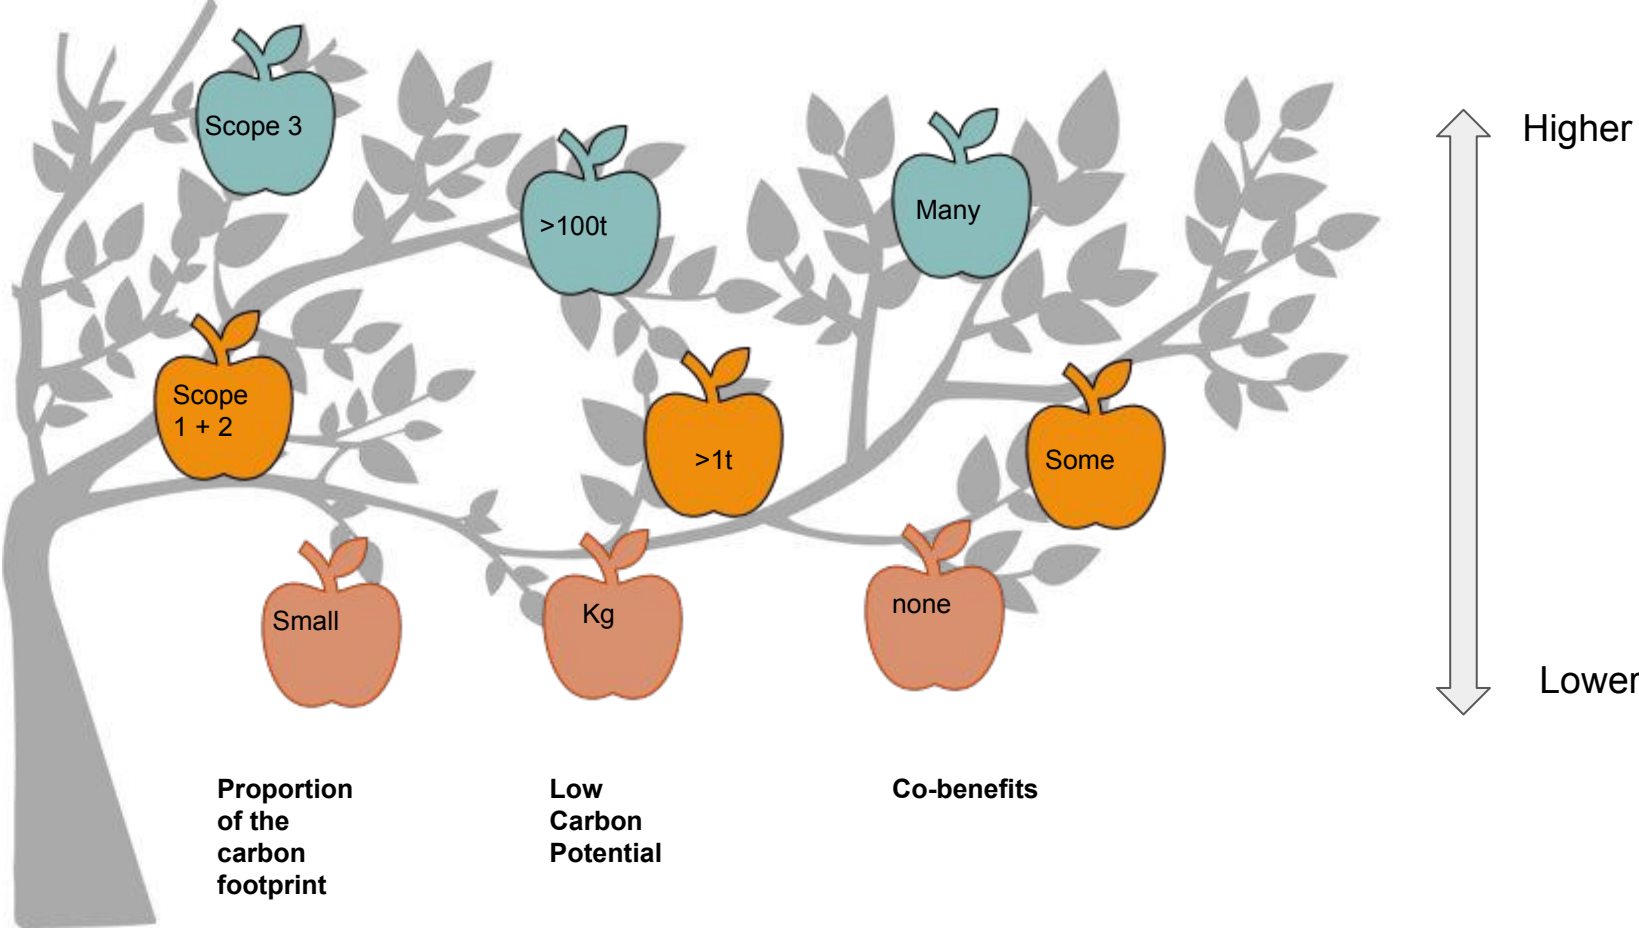 Scope 3
>100t
Many
Higher
Scope
1 + 2
>1t
Some
Small
Kg
none
Lower
Proportion
of the
carbon
footprint
Low
Carbon
Potential
Co-benefits